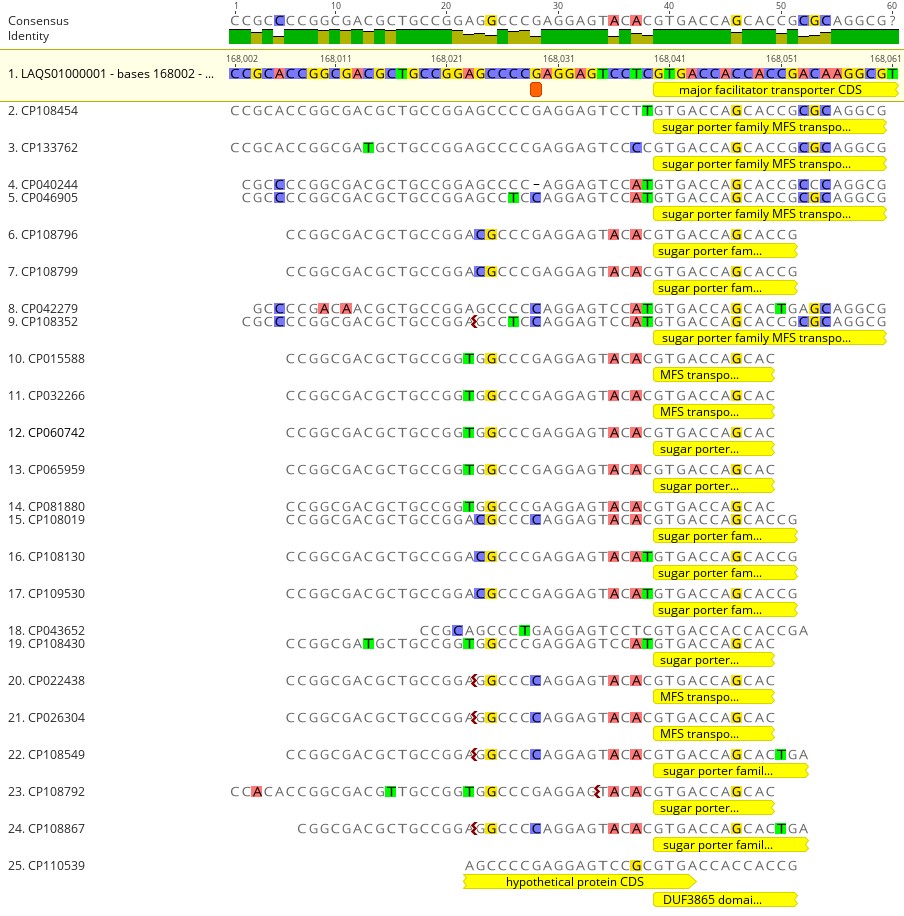 1 10 20 30 40 50 60
Consensus CCGCCCCGGCGACGCTGCCGGAGGCCCGAGGAGTACACGTGACCAGCACCGCGCAGGCG?
Identity
168,002 168,011 168,021 168,031 168,041 168,051 168,061
1. LAQS01000001 - bases 168002 - ... CCGCACCGGCGACGCTGCCGGAGCCCCGAGGAGTCCTCGTGACCACCACCGACAAGGCGT
major facilitator transporter CDS
2. CP108454 CCGCACCGGCGACGCTGCCGGAGCCCCGAGGAGTCCTTGTGACCAGCACCGCGCAGGCG
sugar porter family MFS transpo...
3. CP133762 CCGCACCGGCGATGCTGCCGGAGCCCCGAGGAGTCCCCGTGACCAGCACCGCGCAGGCG
sugar porter family MFS transpo...
4. CP040244 CGCCCCGGCGACGCTGCCGGAGCCCC-AGGAGTCCATGTGACCAGCACCGCCCAGGCG
5. CP046905 CGCCCCGGCGACGCTGCCGGAGCCTCCAGGAGTCCATGTGACCAGCACCGCGCAGGCG
sugar porter family MFS transpo...
6. CP108796 CCGGCGACGCTGCCGGACGCCCGAGGAGTACACGTGACCAGCACCG
sugar porter fam...
7. CP108799 CCGGCGACGCTGCCGGACGCCCGAGGAGTACACGTGACCAGCACCG
sugar porter fam...
8. CP042279 GCCCCGACAACGCTGCCGGAGCCCCCAGGAGTCCATGTGACCAGCACTGAGCAGGCG
9. CP108352 CGCCCCGGCGACGCTGCCGGAGCCTCCAGGAGTCCATGTGACCAGCACCGCGCAGGCG
sugar porter family MFS transpo...
10. CP015588 CCGGCGACGCTGCCGGTGGCCCGAGGAGTACACGTGACCAGCAC
MFS transpo...
11. CP032266 CCGGCGACGCTGCCGGTGGCCCGAGGAGTACACGTGACCAGCAC
MFS transpo...
12. CP060742 CCGGCGACGCTGCCGGTGGCCCGAGGAGTACACGTGACCAGCAC
sugar porter...
13. CP065959 CCGGCGACGCTGCCGGTGGCCCGAGGAGTACACGTGACCAGCAC
sugar porter...
14. CP081880 CCGGCGACGCTGCCGGTGGCCCGAGGAGTACACGTGACCAGCAC
15. CP108019 CCGGCGACGCTGCCGGACGCCCCAGGAGTACACGTGACCAGCACCG
sugar porter fam...
16. CP108130 CCGGCGACGCTGCCGGACGCCCGAGGAGTACATGTGACCAGCACCG
sugar porter fam...
17. CP109530 CCGGCGACGCTGCCGGACGCCCGAGGAGTACATGTGACCAGCACCG
sugar porter fam...
18. CP043652 CCGCAGCCCTGAGGAGTCCTCGTGACCACCACCGA
19. CP108430 CCGGCGATGCTGCCGGTGGCCCGAGGAGTCCATGTGACCAGCAC
sugar porter...
20. CP022438 CCGGCGACGCTGCCGGAGGCCCCAGGAGTACACGTGACCAGCAC
MFS transpo...
21. CP026304 CCGGCGACGCTGCCGGAGGCCCCAGGAGTACACGTGACCAGCAC
MFS transpo...
22. CP108549 CCGGCGACGCTGCCGGAGGCCCCAGGAGTACACGTGACCAGCACTGA
sugar porter famil...
23. CP108792 CCACACCGGCGACGTTGCCGGTGGCCCGAGGAGTACACGTGACCAGCAC
sugar porter...
24. CP108867 CGGCGACGCTGCCGGAGGCCCCAGGAGTACACGTGACCAGCACTGA
sugar porter famil...
25. CP110539 AGCCCCGAGGAGTCCGCGTGACCACCACCG
hypothetical protein CDS
DUF3865 domai...